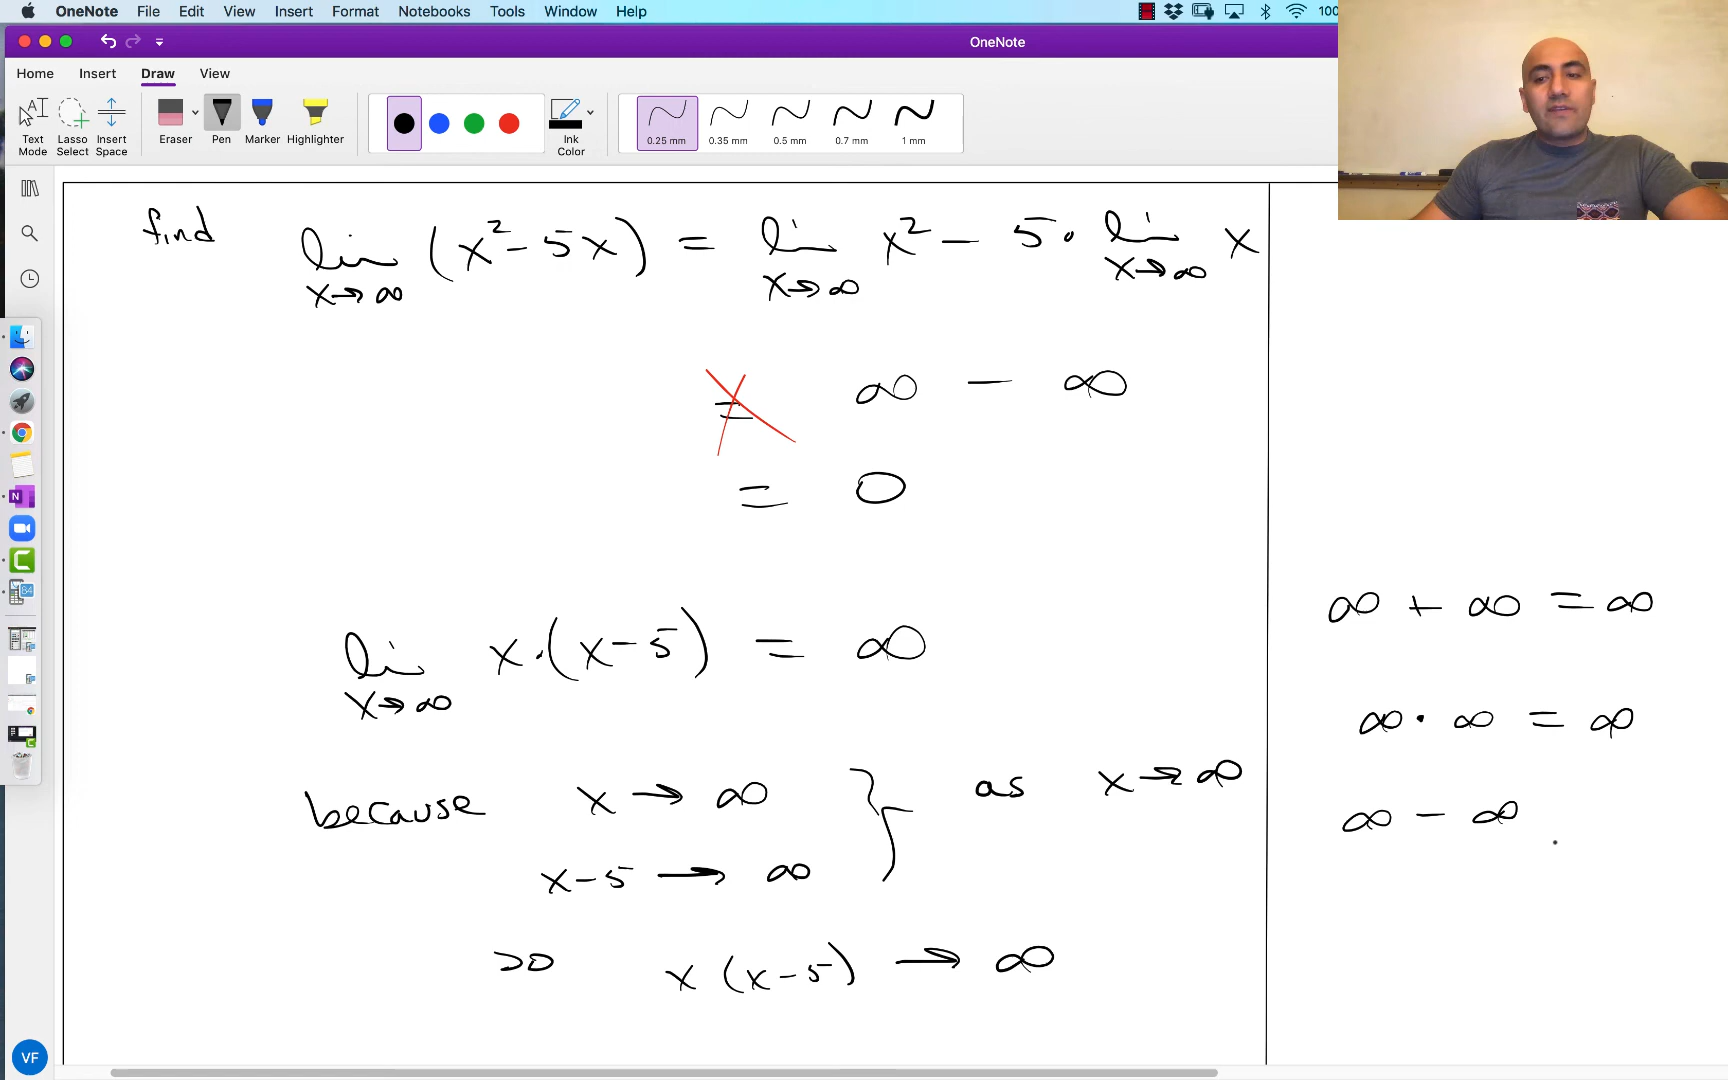 OneNote File Edit View Insert Format Notebooks Tools Window Help 100
OneNote
Home Insert Draw View
Text Mode Lasso Select Insert Space Eraser Pen Marker Highlighter Ink Color 0.25 mm 0.35 mm 0.5 mm 0.7 mm 1 mm
find lim x→∞ (x² − 5x) = lim x→∞ x² − 5 · lim x→∞ x
= ∞ − ∞
= 0
lim x→∞ x·(x−5) = ∞
because x → ∞ } as x → ∞
x−5 → ∞
so x (x−5) → ∞
∞ + ∞ = ∞
∞ · ∞ = ∞
∞ − ∞
84
VF